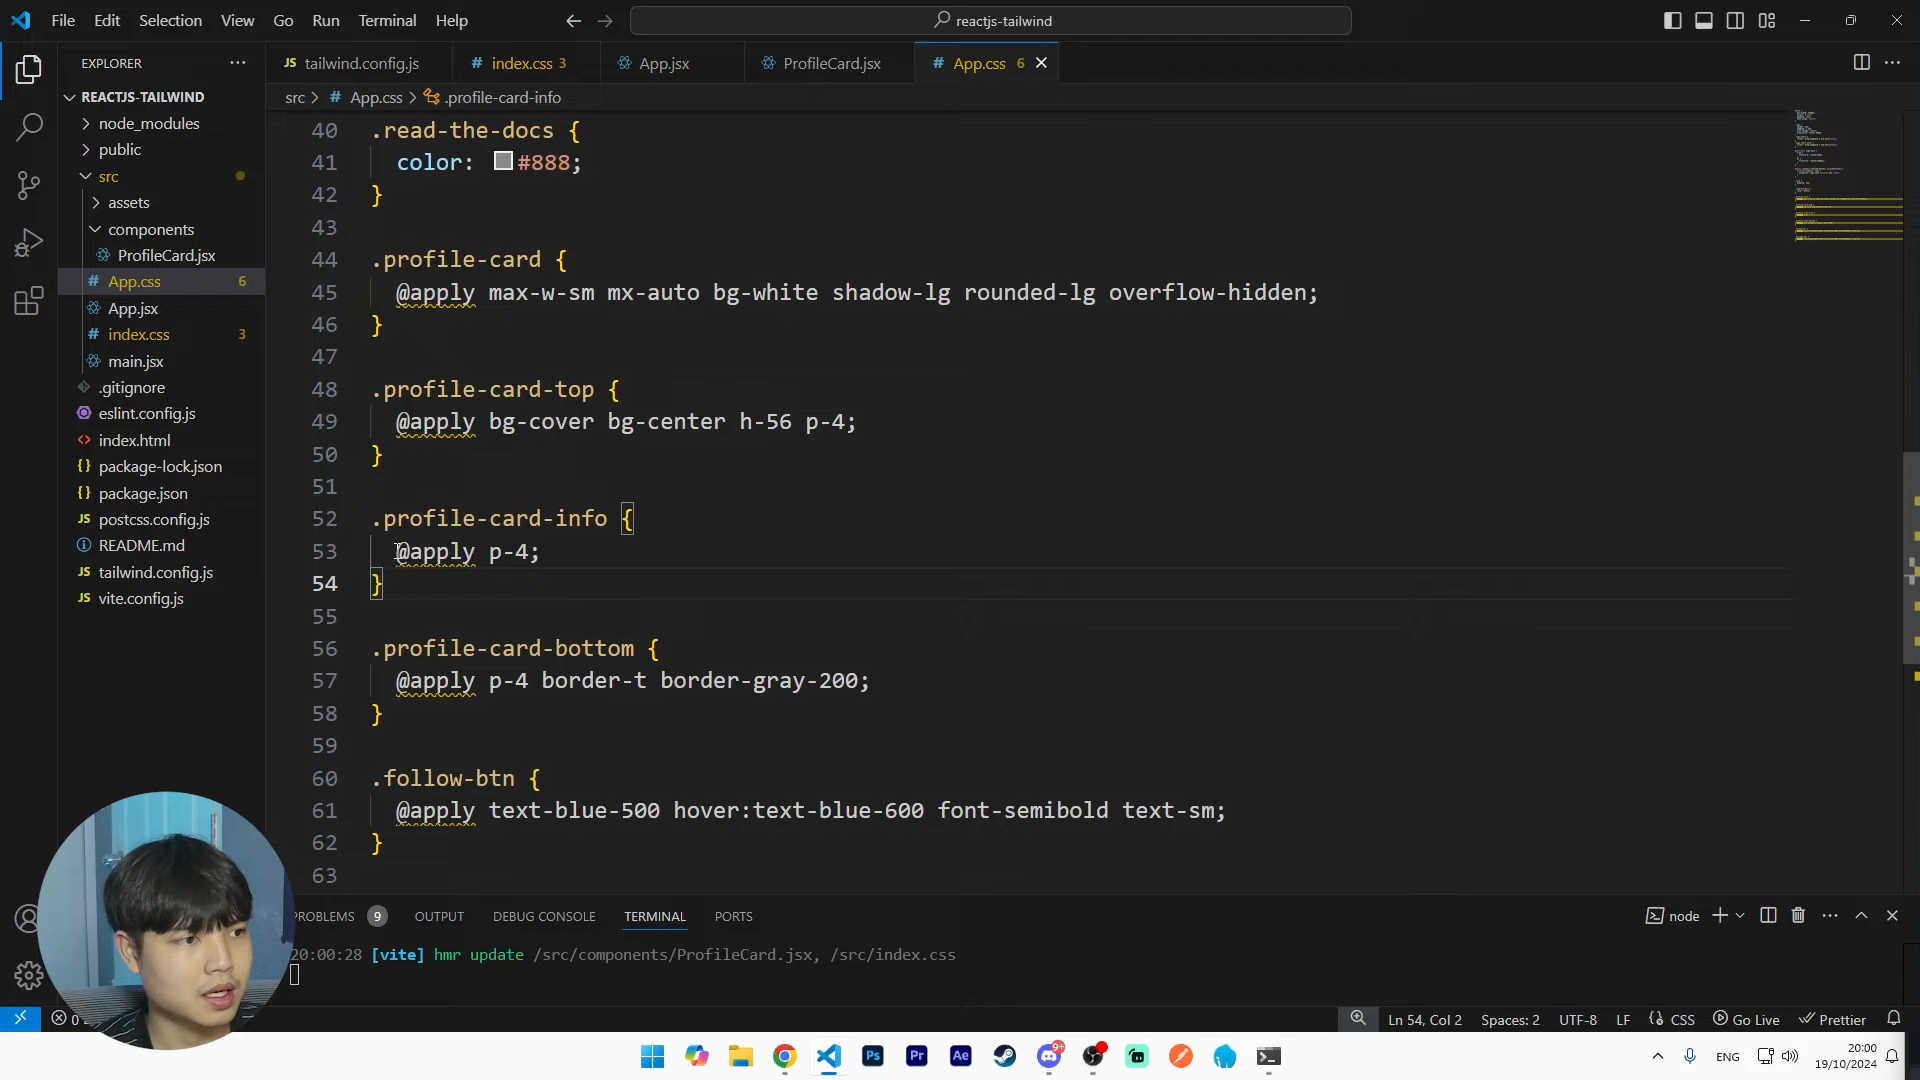 File Edit Selection View Go Run Terminal Help
reactjs-tailwind
EXPLORER
JS tailwind.config.js
# index.css 3
App.jsx
ProfileCard.jsx
# App.css 6
REACTJS-TAILWIND
node_modules
public
src
assets
components
ProfileCard.jsx
# App.css 6
App.jsx
# index.css 3
main.jsx
.gitignore
eslint.config.js
index.html
package-lock.json
package.json
JS postcss.config.js
README.md
JS tailwind.config.js
JS vite.config.js
src > # App.css > .profile-card-info
40 .read-the-docs {
41 color: #888;
42 }
43
44 .profile-card {
45 @apply max-w-sm mx-auto bg-white shadow-lg rounded-lg overflow-hidden;
46 }
47
48 .profile-card-top {
49 @apply bg-cover bg-center h-56 p-4;
50 }
51
52 .profile-card-info {
53 @apply p-4;
54 }
55
56 .profile-card-bottom {
57 @apply p-4 border-t border-gray-200;
58 }
59
60 .follow-btn {
61 @apply text-blue-500 hover:text-blue-600 font-semibold text-sm;
62 }
63
PROBLEMS 9 OUTPUT DEBUG CONSOLE TERMINAL PORTS
node
20:00:28 [vite] hmr update /src/components/ProfileCard.jsx, /src/index.css
0
Ln 54, Col 2 Spaces: 2 UTF-8 LF CSS Go Live Prettier
Ps Pr Ae 9+
ENG
20:00
19/10/2024